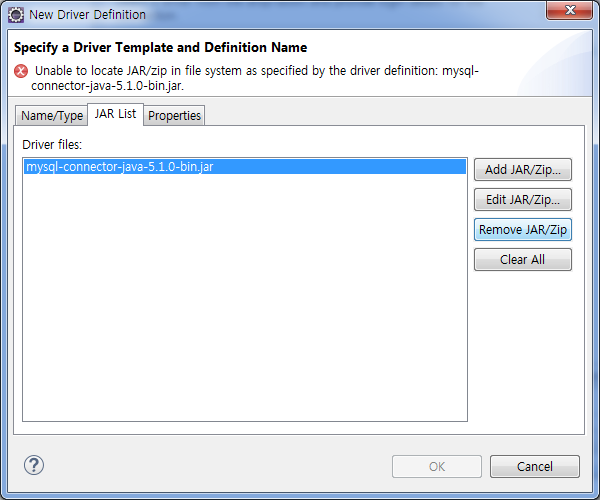 New Driver Definition
Specify a Driver Template and Definition Name
Unable to locate JAR/zip in file system as specified by the driver definition: mysql-
connector-java-5.1.0-bin.jar.
Name/Type JAR List Properties
Driver files:
mysql-connector-java-5.1.0-bin.jar
Add JAR/Zip...
Edit JAR/Zip...
Remove JAR/Zip
Clear All
OK Cancel